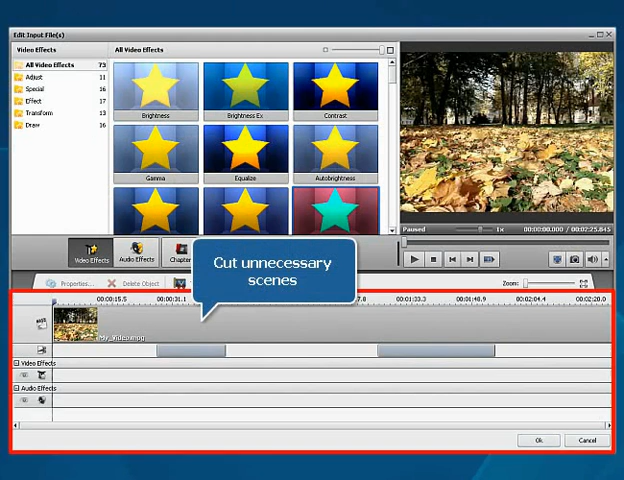 Edit Input File(s)
Video Effects
All Video Effects
All Video Effects 73
Adjust 11
Special 16
Effect 17
Transform 13
Draw 16
Brightness
Brightness Ex
Contrast
Gamma
Equalize
Autobrightness
Paused
1x
00:00:00.000 / 00:02:25.845
Video Effects
Audio Effects
Chapter
Cut unnecessary
scenes
Properties...
Delete Object
Zoom:
00:00:15.5
00:00:31.1
00:01:33.3
00:01:48.9
00:02:04.4
00:02:20.0
My_Video.mpg
Video Effects
Audio Effects
Ok
Cancel